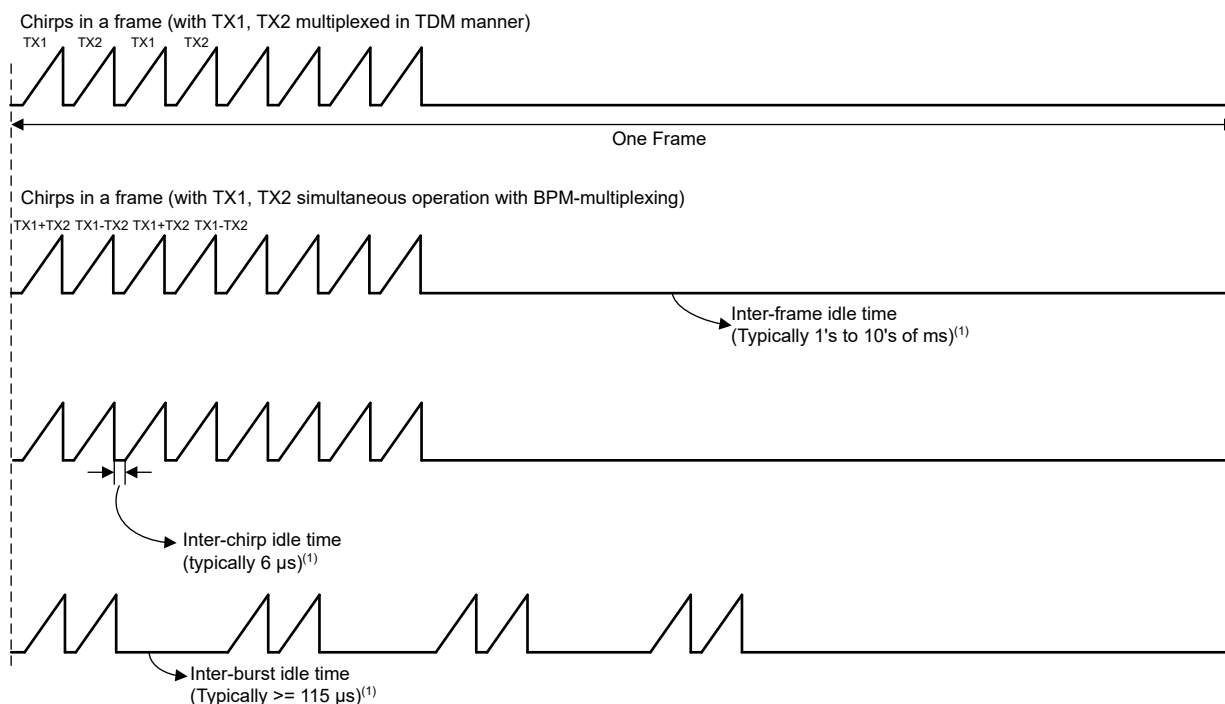 Chirps in a frame (with TX1, TX2 multiplexed in TDM manner)
TX1 TX2 TX1 TX2
One Frame
Chirps in a frame (with TX1, TX2 simultaneous operation with BPM-multiplexing)
TX1+TX2 TX1-TX2 TX1+TX2 TX1-TX2
Inter-frame idle time
(Typically 1's to 10's of ms)(1)
Inter-chirp idle time
(typically 6 µs)(1)
Inter-burst idle time
(Typically >= 115 µs)(1)